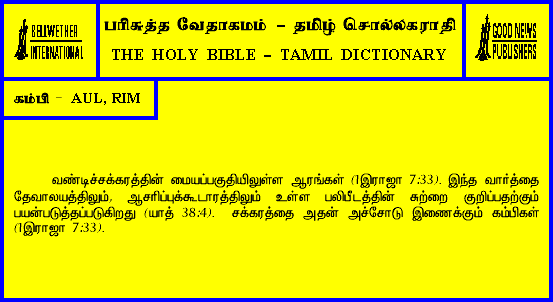 BELLWETHER
INTERNATIONAL
பரிசுத்த வேதாகமம் – தமிழ் சொல்லகராதி
THE HOLY BIBLE – TAMIL DICTIONARY
GOOD NEWS
PUBLISHERS
கம்பி - AUL, RIM
வண்டிச்சக்கரத்தின் மையப்பகுதியிலுள்ள ஆரங்கள் (1இராஜா 7:33). இந்த வார்த்தை
தேவாலயத்திலும், ஆசரிப்புக்கூடாரத்திலும் உள்ள பலிபீடத்தின் சுற்றை குறிப்பதற்கும்
பயன்படுத்தப்படுகிறது (யாத் 38:4). சக்கரத்தை அதன் அச்சோடு இணைக்கும் கம்பிகள்
(1இராஜா 7:33).